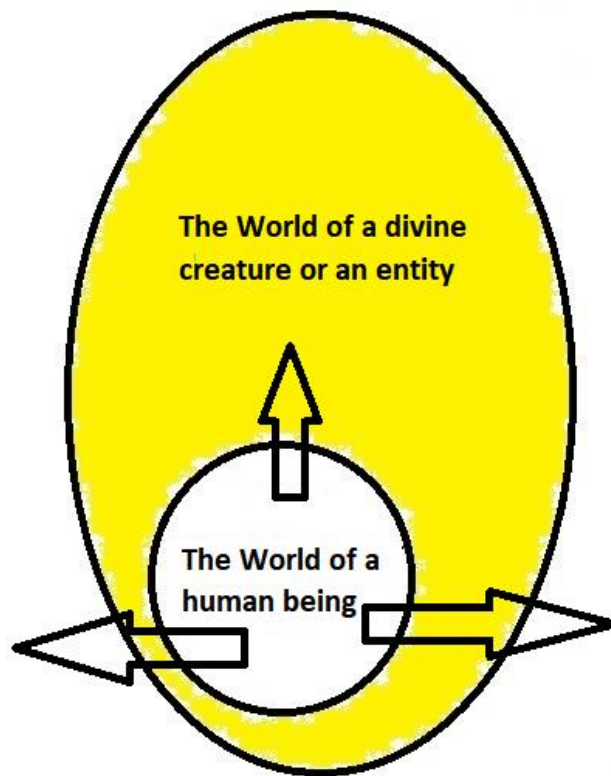 The World of a divine
creature or an entity
The World of a
human being